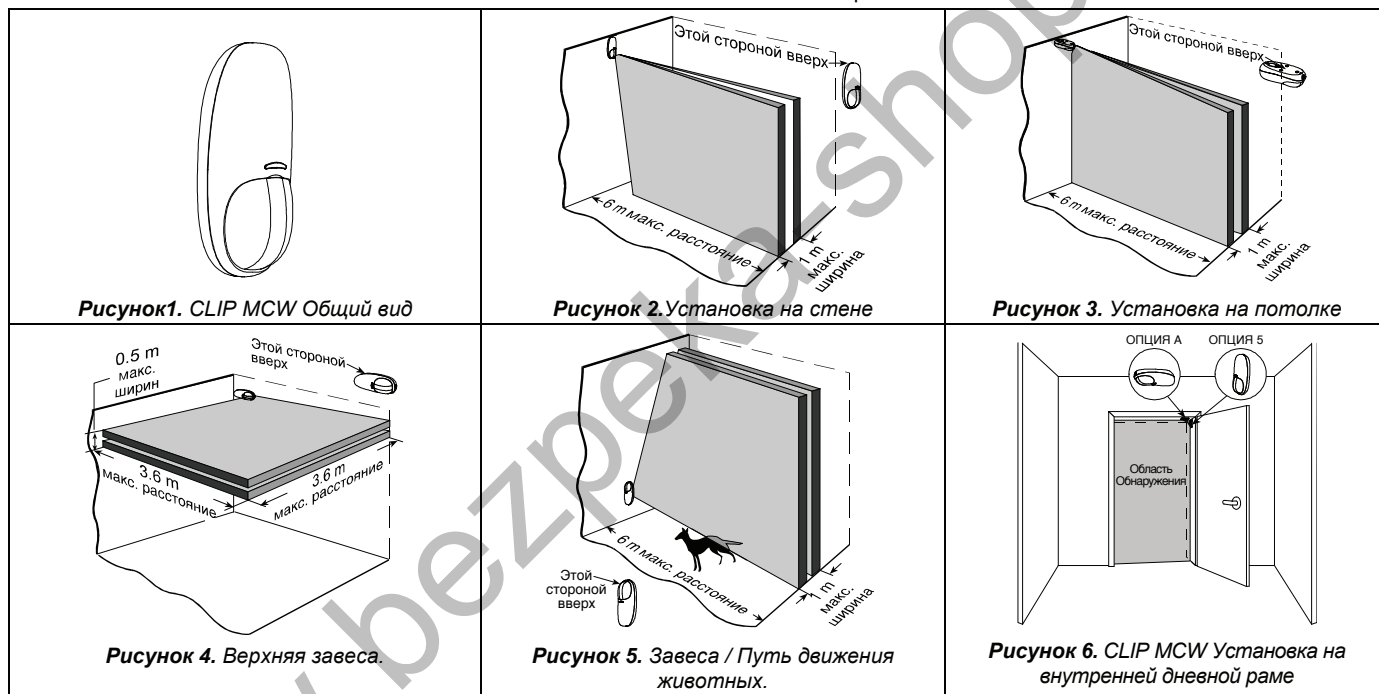 Рисунок1. CLIP MCW Общий вид
Этой стороной вверх
6 m макс. расстояние
1 m
макс.
ширина
Рисунок 2.Установка на стене
Этой стороной вверх
6 m макс. расстояние
1 m
макс.
ширина
Рисунок 3. Установка на потолке
0.5 m
макс.
ширин
Этой стороной
вверх
3.6 m
макс. расстояние
3.6 m
макс. расстояние
Рисунок 4. Верхняя завеса.
6 m макс. расстояние
1 m
макс.
ширина
Этой
стороной
вверх
Рисунок 5. Завеса / Путь движения
животных.
ОПЦИЯ А
ОПЦИЯ 5
Область
Обнаружения
Рисунок 6. CLIP MCW Установка на
внутренней дневной раме
bezpeka-shop